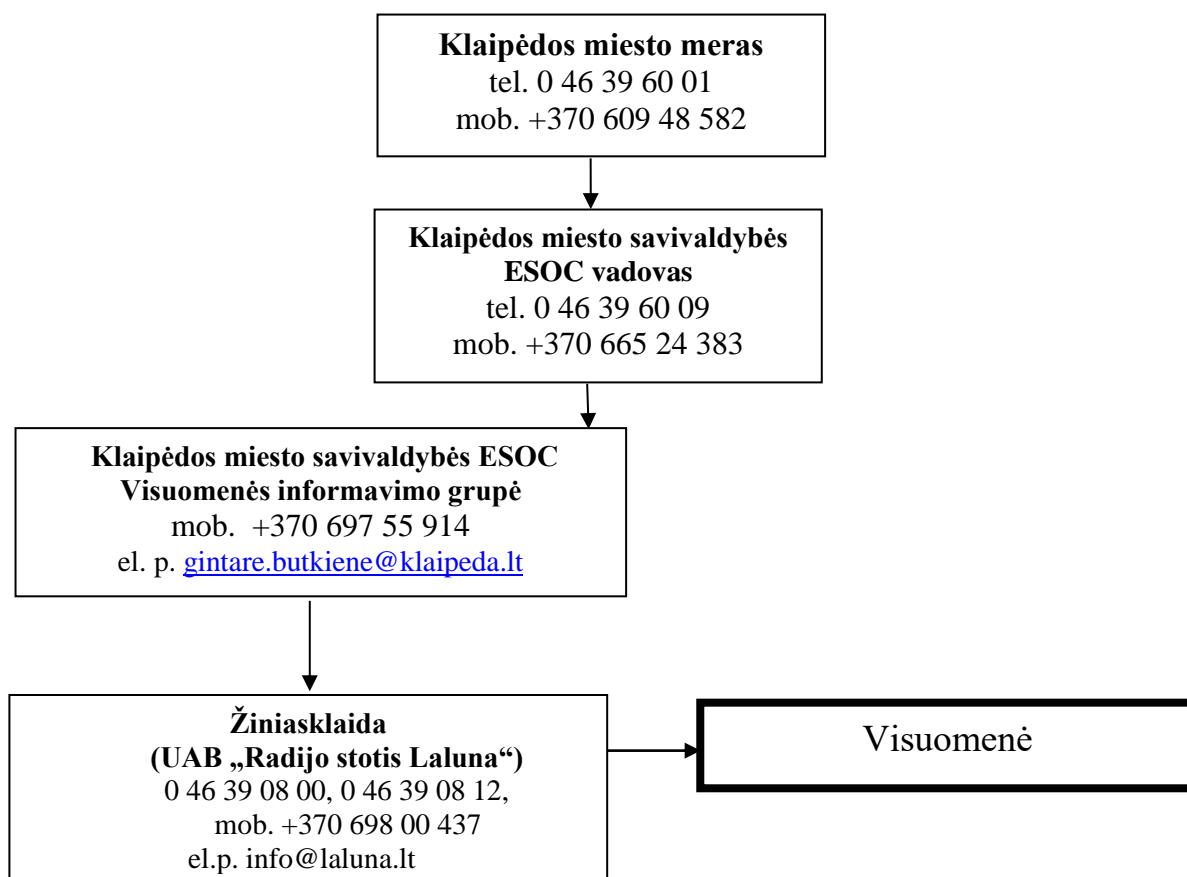 Klaipėdos miesto meras
tel. 0 46 39 60 01
mob. +370 609 48 582
Klaipėdos miesto savivaldybės
ESOC vadovas
tel. 0 46 39 60 09
mob. +370 665 24 383
Klaipėdos miesto savivaldybės ESOC
Visuomenės informavimo grupė
mob. +370 697 55 914
el. p. gintare.butkiene@klaipeda.lt
Žiniasklaida
(UAB „Radijo stotis Laluna“)
0 46 39 08 00, 0 46 39 08 12,
mob. +370 698 00 437
el.p. info@laluna.lt
Visuomenė